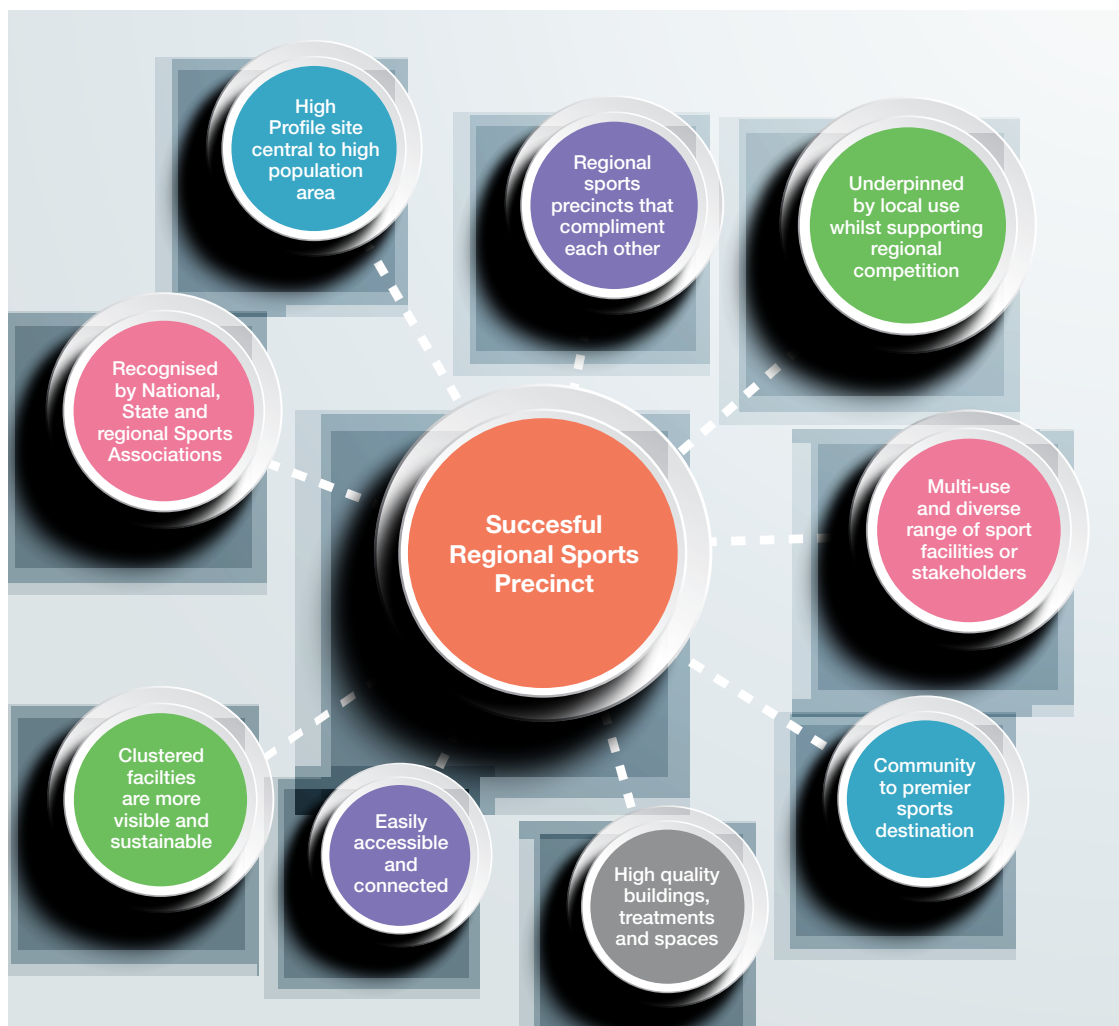 High
Profile site
central to high
population
area
Regional
sports
precincts that
compliment
each other
Underpinned
by local use
whilst supporting
regional
competition
Recognised
by National,
State and
regional Sports
Associations
Succesful
Regional Sports
Precinct
Multi-use
and diverse
range of sport
facilities or
stakeholders
Clustered
facilties
are more
visible and
sustainable
Easily
accessible
and
connected
High quality
buildings,
treatments
and spaces
Community
to premier
sports
destination